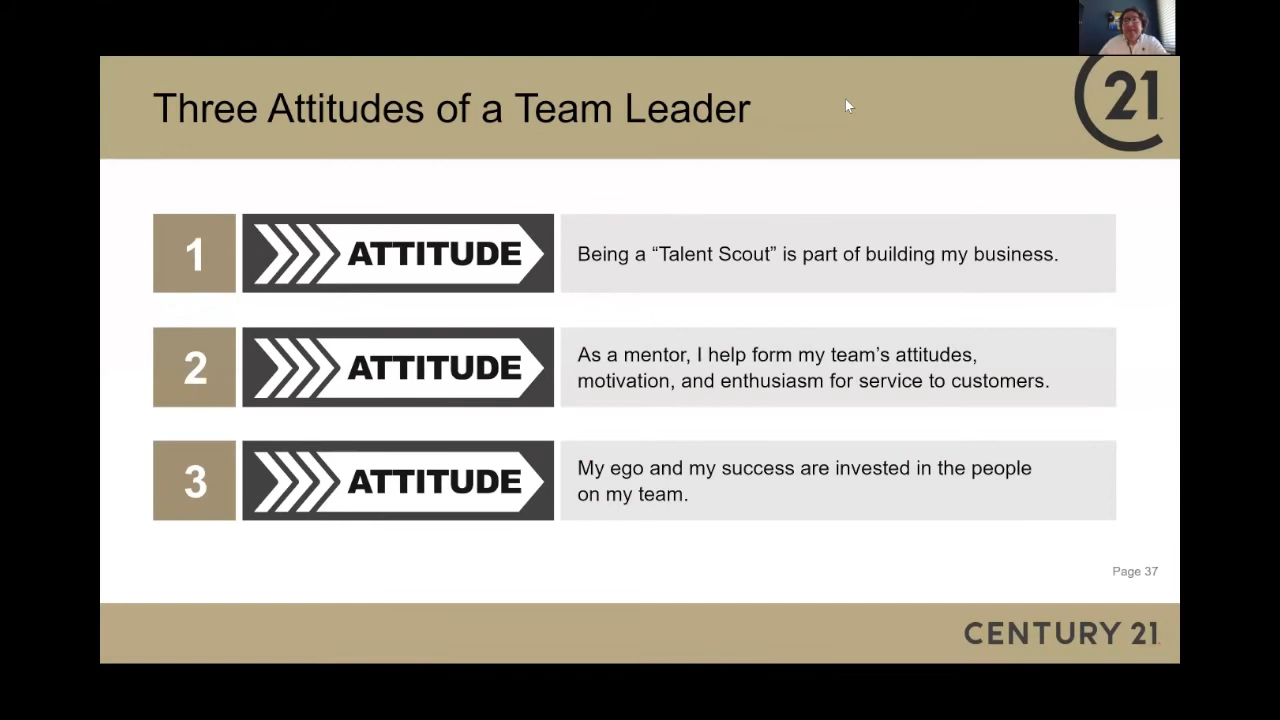 Three Attitudes of a Team Leader
21
1
ATTITUDE
Being a “Talent Scout” is part of building my business.
2
ATTITUDE
As a mentor, I help form my team’s attitudes,
motivation, and enthusiasm for service to customers.
3
ATTITUDE
My ego and my success are invested in the people
on my team.
Page 37
CENTURY 21